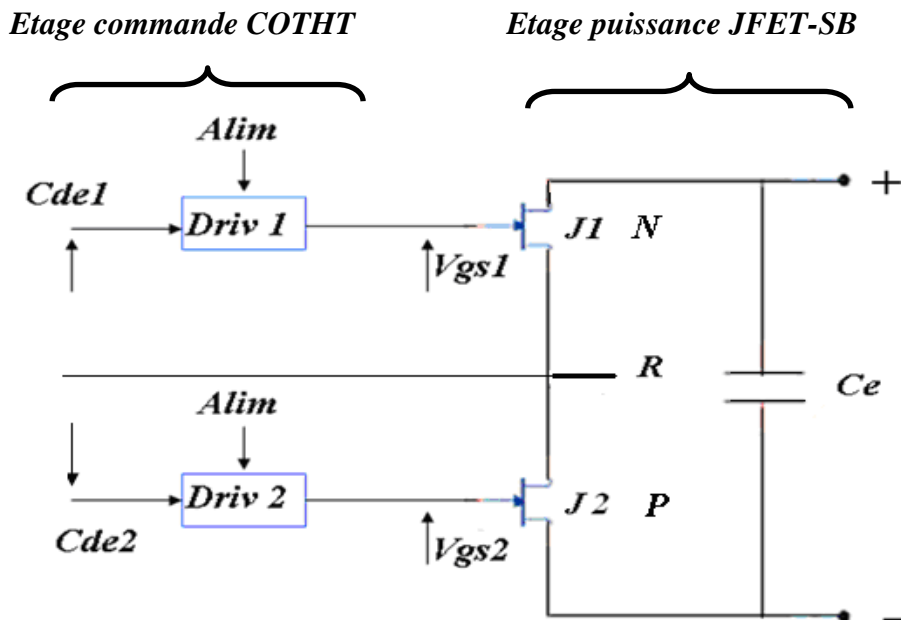 Etage commande COTHT
Etage puissance JFET-SB
Alim
Cde1
Driv 1
J1 N
Vgs1
+
R
Ce
Alim
Driv 2
J2 P
Cde2
Vgs2
-